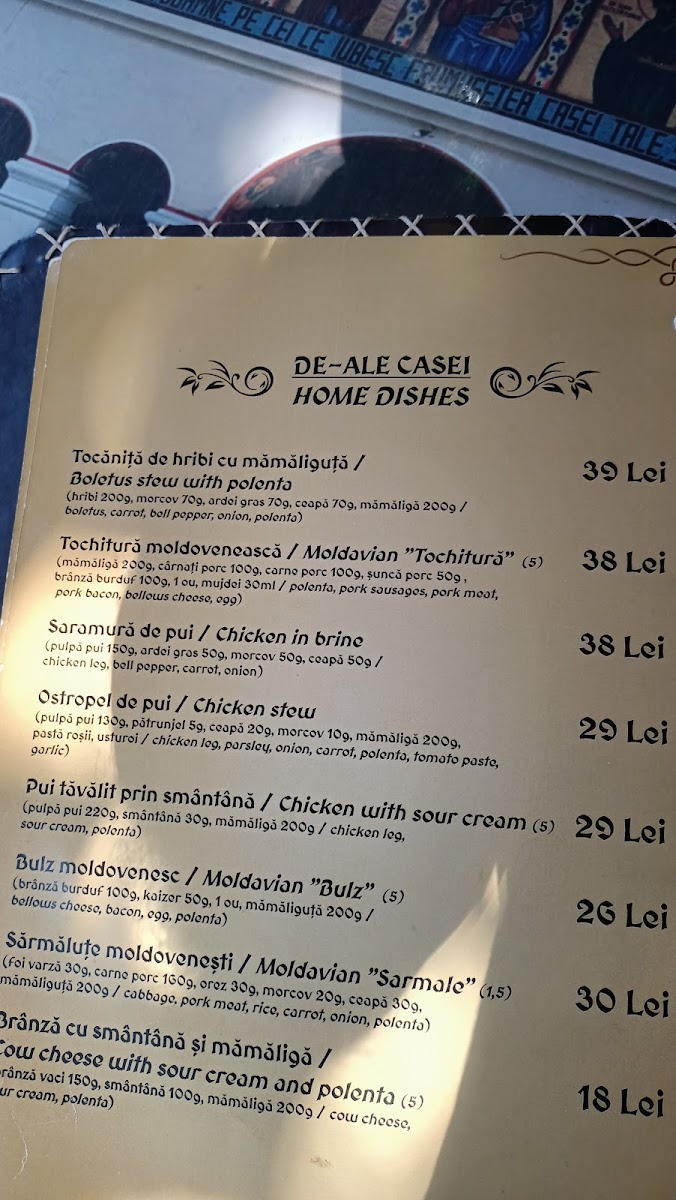 DOAMNE PE CEI CE IUBESC FRUMUSEȚEA CASEI TALE
DE-ALE CASEI
HOME DISHES
Tocăniță de hribi cu mămăliguță /
Boletus stew with polenta
39 Lei
(hribi 200g, morcov 70g, ardei gras 70g, ceapă 70g, mămăligă 200g /
boletus, carrot, bell pepper, onion, polenta)
Tochitură moldovenească / Moldavian "Tochitură" (5)
38 Lei
(mămăligă 200g, cârnați porc 100g, carne porc 100g, șuncă porc 50g,
brânză burduf 100g, 1 ou, mujdei 30ml / polenta, pork sausages, pork meat,
pork bacon, bellows cheese, egg)
Saramură de pui / Chicken in brine
38 Lei
(pulpă pui 150g, ardei gras 50g, morcov 50g, ceapă 50g /
chicken leg, bell pepper, carrot, onion)
Ostropel de pui / Chicken stew
29 Lei
(pulpă pui 130g, pătrunjel 5g, ceapă 20g, morcov 10g, mămăligă 200g,
pastă roșii, usturoi / chicken leg, parsley, onion, carrot, polenta, tomato paste,
garlic)
Pui tăvălit prin smântână / Chicken with sour cream (5)
29 Lei
(pulpă pui 220g, smântână 30g, mămăligă 200g / chicken leg,
sour cream, polenta)
Bulz moldovenesc / Moldavian "Bulz" (5)
26 Lei
(brânză burduf 100g, kaizer 50g, 1 ou, mămăliguță 200g /
bellows cheese, bacon, egg, polenta)
Sărmăluțe moldovenești / Moldavian "Sarmale" (1,5)
30 Lei
(foi varză 30g, carne porc 160g, orez 30g, morcov 20g, ceapă 30g,
mămăliguță 200g / cabbage, pork meat, rice, carrot, onion, polenta)
Brânză cu smântână și mămăligă /
Cow cheese with sour cream and polenta (5)
18 Lei
brânză vaci 150g, smântână 100g, mămăligă 200g / cow cheese,
ur cream, polenta)